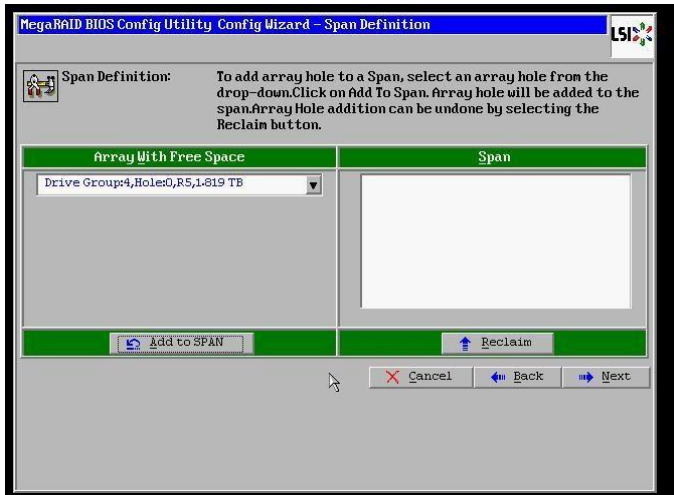 MegaRAID BIOS Config Utility Config Wizard – Span Definition
LSI
Span Definition:
To add array hole to a Span, select an array hole from the
drop-down.Click on Add To Span. Array hole will be added to the
span.Array Hole addition can be undone by selecting the
Reclaim button.
Array With Free Space
Span
Drive Group:4,Hole:0,R5,1.819 TB
Add to SPAN
Reclaim
Cancel
Back
Next